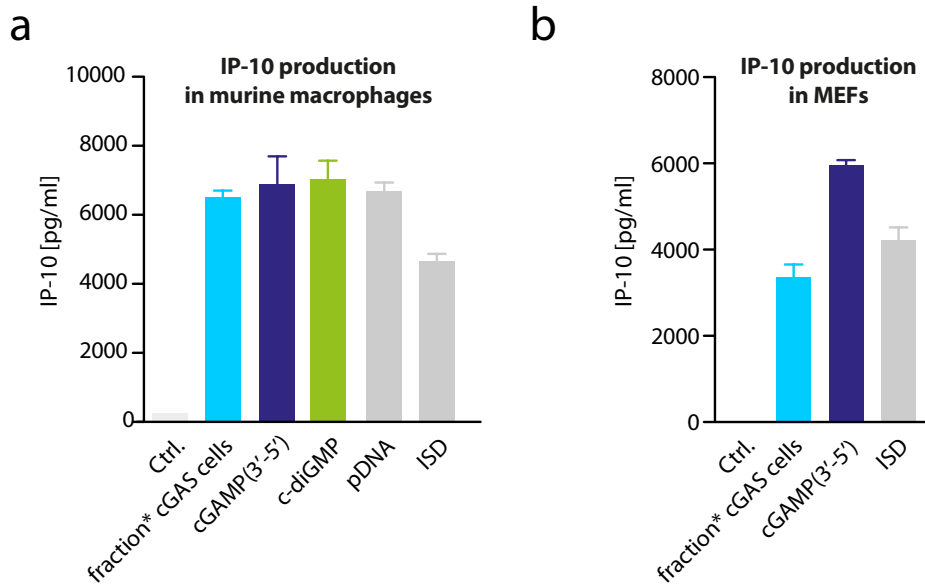 a
IP-10 production
in murine macrophages
IP-10 [pg/ml]
10000
8000
6000
4000
2000
0
Ctrl.
fraction* cGAS cells
cGAMP(3′-5′)
c-diGMP
pDNA
ISD
b
IP-10 production
in MEFs
IP-10 [pg/ml]
8000
6000
4000
2000
0
Ctrl.
fraction* cGAS cells
cGAMP(3′-5′)
ISD